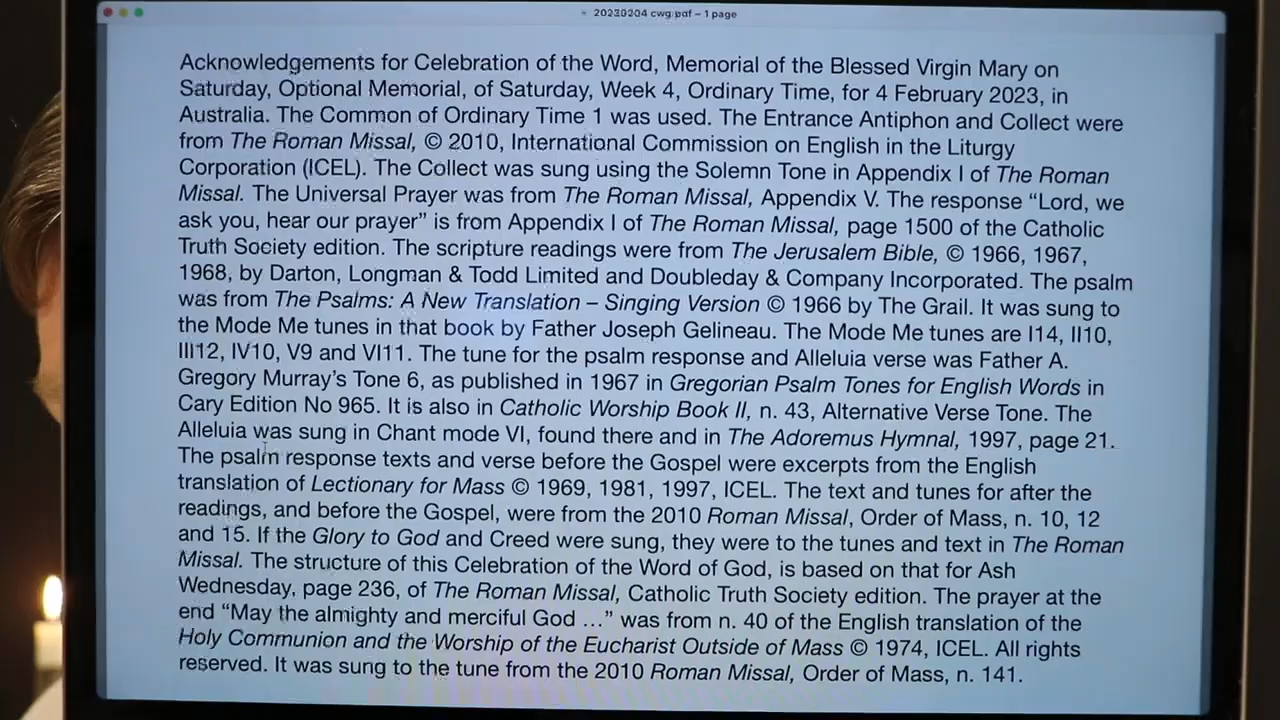 20230204 cwg.pdf – 1 page
Acknowledgements for Celebration of the Word, Memorial of the Blessed Virgin Mary on
Saturday, Optional Memorial, of Saturday, Week 4, Ordinary Time, for 4 February 2023, in
Australia. The Common of Ordinary Time 1 was used. The Entrance Antiphon and Collect were
from The Roman Missal, © 2010, International Commission on English in the Liturgy
Corporation (ICEL). The Collect was sung using the Solemn Tone in Appendix I of The Roman
Missal. The Universal Prayer was from The Roman Missal, Appendix V. The response “Lord, we
ask you, hear our prayer” is from Appendix I of The Roman Missal, page 1500 of the Catholic
Truth Society edition. The scripture readings were from The Jerusalem Bible, © 1966, 1967,
1968, by Darton, Longman & Todd Limited and Doubleday & Company Incorporated. The psalm
was from The Psalms: A New Translation – Singing Version © 1966 by The Grail. It was sung to
the Mode Me tunes in that book by Father Joseph Gelineau. The Mode Me tunes are I14, II10,
III12, IV10, V9 and VI11. The tune for the psalm response and Alleluia verse was Father A.
Gregory Murray’s Tone 6, as published in 1967 in Gregorian Psalm Tones for English Words in
Cary Edition No 965. It is also in Catholic Worship Book II, n. 43, Alternative Verse Tone. The
Alleluia was sung in Chant mode VI, found there and in The Adoremus Hymnal, 1997, page 21.
The psalm response texts and verse before the Gospel were excerpts from the English
translation of Lectionary for Mass © 1969, 1981, 1997, ICEL. The text and tunes for after the
readings, and before the Gospel, were from the 2010 Roman Missal, Order of Mass, n. 10, 12
and 15. If the Glory to God and Creed were sung, they were to the tunes and text in The Roman
Missal. The structure of this Celebration of the Word of God, is based on that for Ash
Wednesday, page 236, of The Roman Missal, Catholic Truth Society edition. The prayer at the
end “May the almighty and merciful God …” was from n. 40 of the English translation of the
Holy Communion and the Worship of the Eucharist Outside of Mass © 1974, ICEL. All rights
reserved. It was sung to the tune from the 2010 Roman Missal, Order of Mass, n. 141.